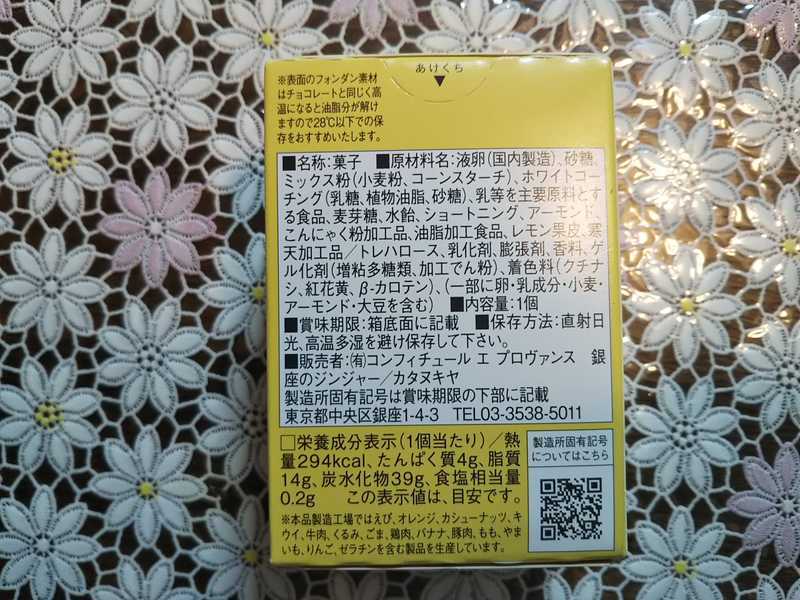 あけくち
※表面のフォンダン素材
はチョコレートと同じく高
温になると油脂分が解け
ますので28℃以下での保
存をおすすめいたします。
■名称:菓子 ■原材料名:液卵(国内製造)、砂糖、
ミックス粉(小麦粉、コーンスターチ)、ホワイトコー
チング(乳糖、植物油脂、砂糖)、乳等を主要原料とす
る食品、麦芽糖、水飴、ショートニング、アーモンド、
こんにゃく粉加工品、油脂加工食品、レモン果皮、寒
天加工品/トレハロース、乳化剤、膨張剤、香料、ゲ
ル化剤(増粘多糖類、加工でん粉)、着色料(クチナ
シ、紅花黄、β-カロテン)、(一部に卵・乳成分・小麦・
アーモンド・大豆を含む) ■内容量:1個
■賞味期限:箱底面に記載 ■保存方法:直射日
光、高温多湿を避け保存して下さい。
■販売者:㈲コンフィチュール エ プロヴァンス 銀
座のジンジャー/カタヌキヤ
製造所固有記号は賞味期限の下部に記載
東京都中央区銀座1-4-3 TEL03-3538-5011
□栄養成分表示(1個当たり)/熱
量294kcal、たんぱく質4g、脂質
14g、炭水化物39g、食塩相当量
0.2g この表示値は、目安です。
製造所固有記号
についてはこちら
※本品製造工場ではえび、オレンジ、カシューナッツ、キ
ウイ、牛肉、くるみ、ごま、鶏肉、バナナ、豚肉、もも、やま
いも、りんご、ゼラチンを含む製品を生産しています。